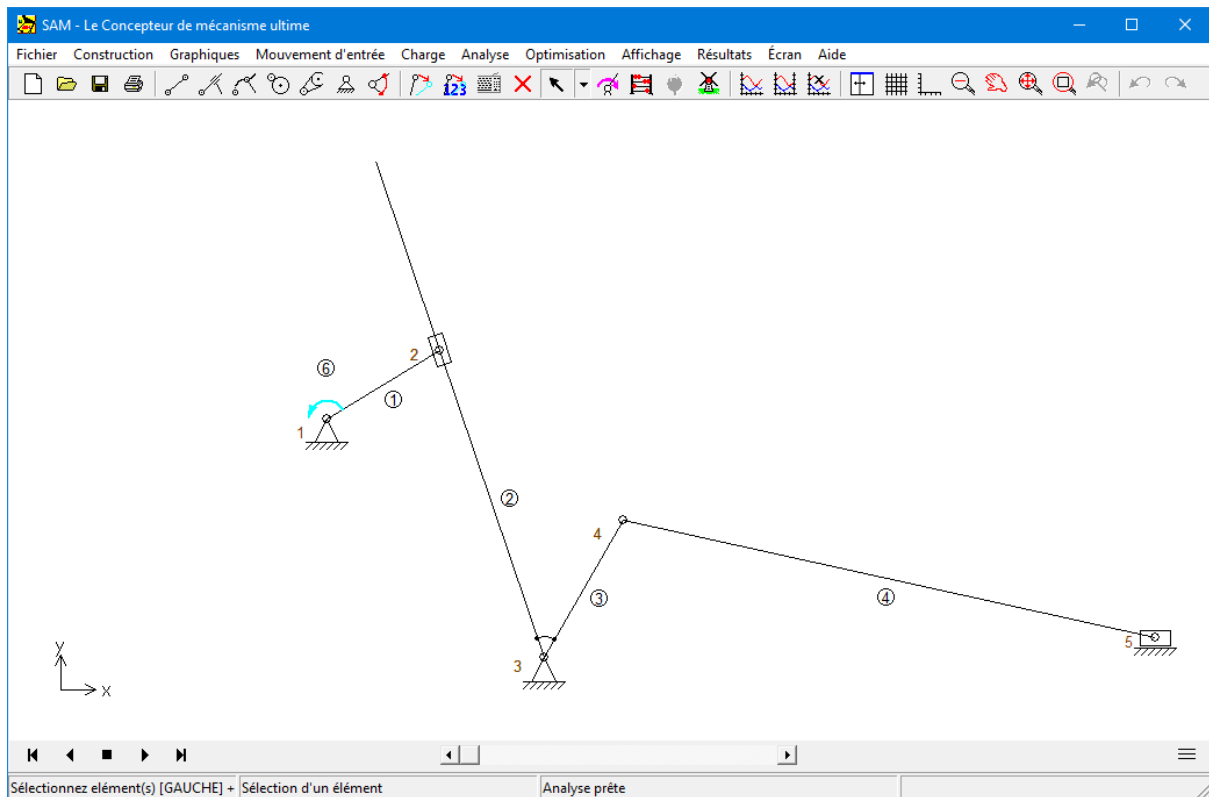 SAM - Le Concepteur de mécanisme ultime
Fichier Construction Graphiques Mouvement d'entrée Charge Analyse Optimisation Affichage Résultats Écran Aide
123
2
⑥
①
1
②
4
③
④
5
3
y
x
Sélectionnez elément(s) [GAUCHE] + Sélection d'un élément Analyse prête